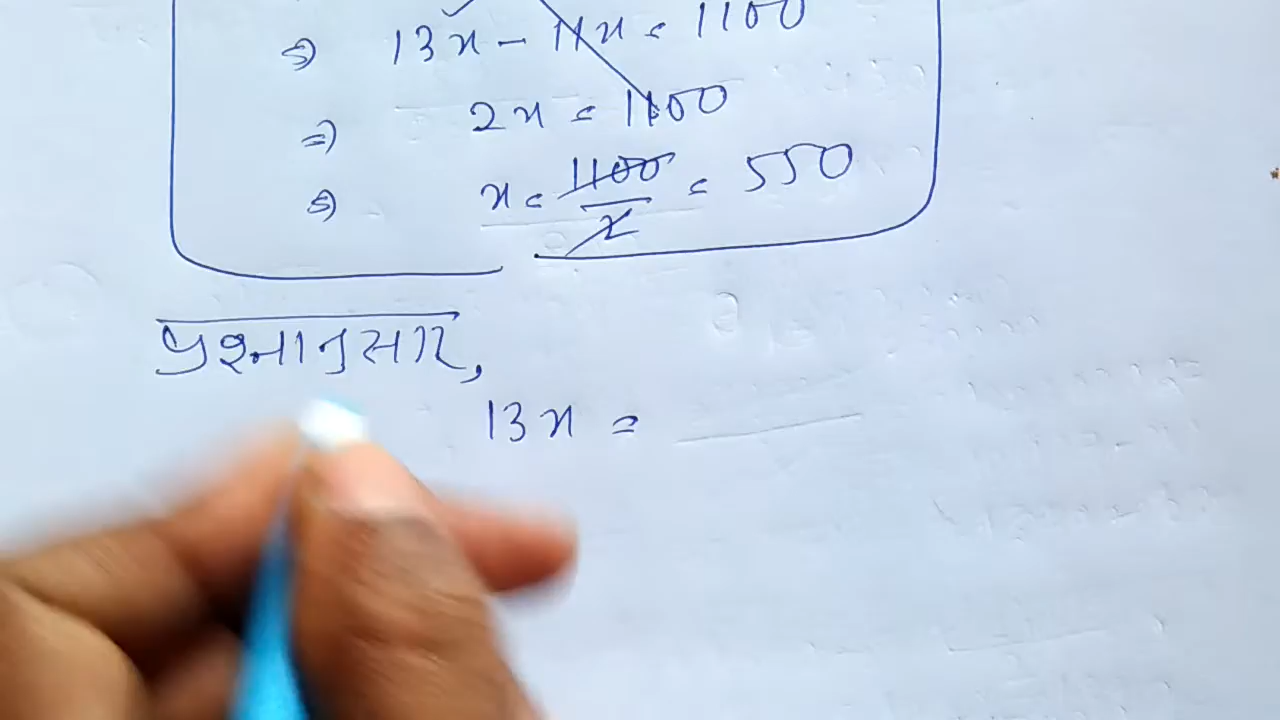 ⇒ 13x - 11x = 1100
⇒ 2x = 1100
⇒ x = 1100/2 = 550
प्रश्नानुसार,
13x =